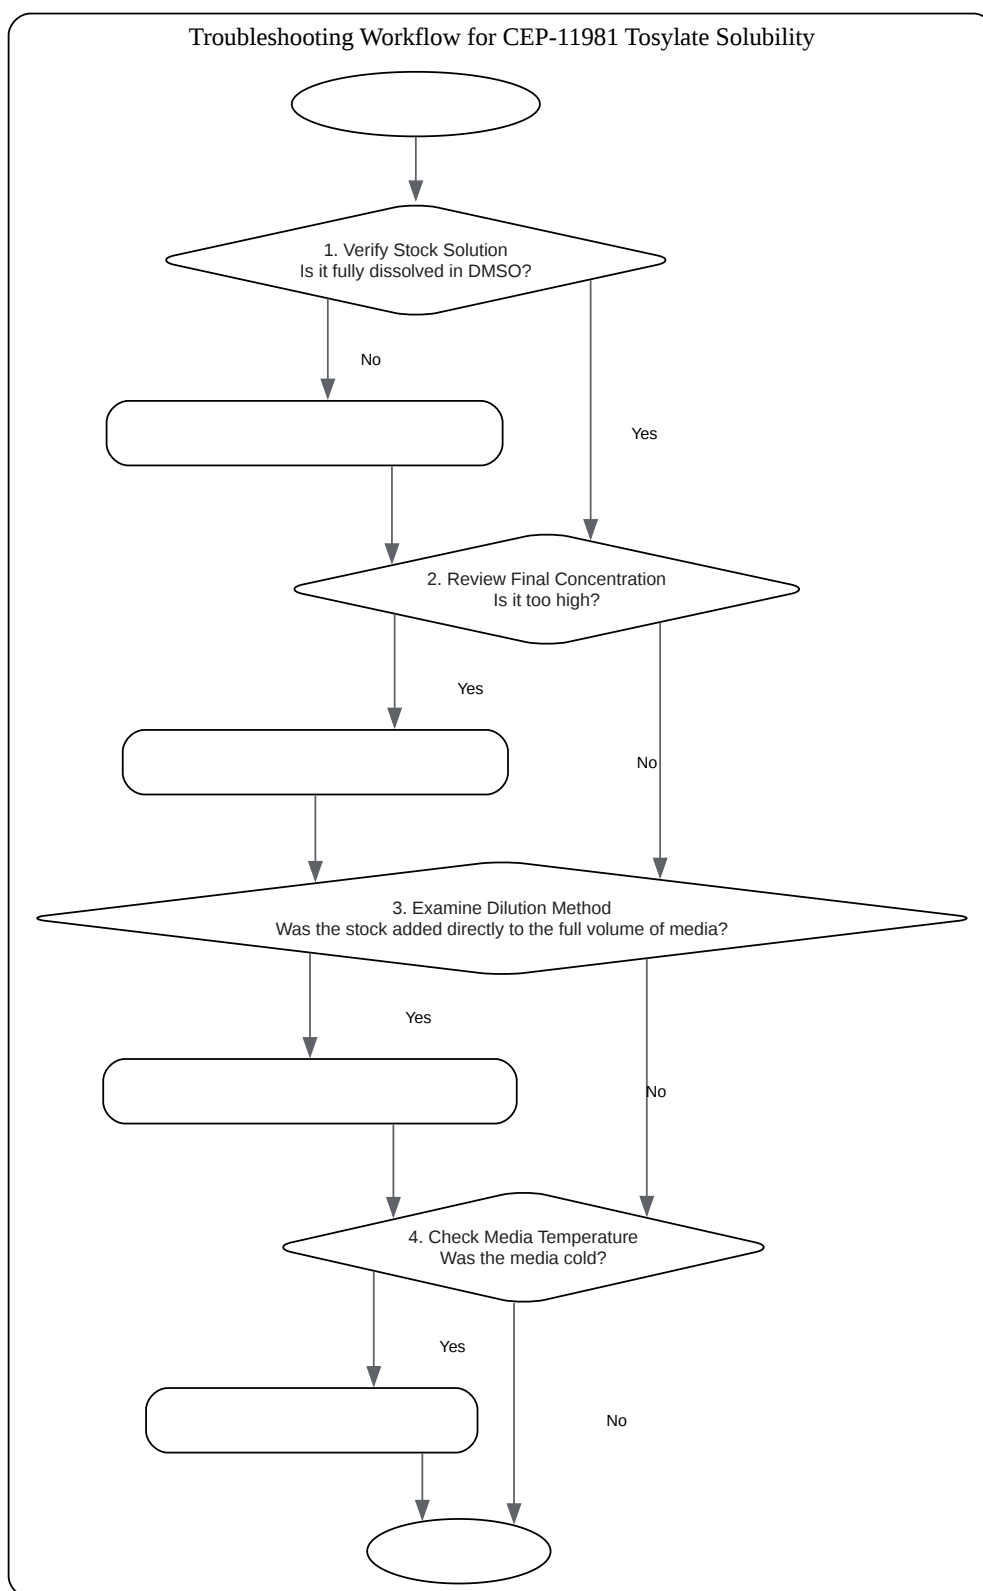 Troubleshooting Workflow for CEP-11981 Tosylate Solubility
1. Verify Stock Solution
Is it fully dissolved in DMSO?
No
Yes
2. Review Final Concentration
Is it too high?
Yes
No
3. Examine Dilution Method
Was the stock added directly to the full volume of media?
Yes
No
4. Check Media Temperature
Was the media cold?
Yes
No